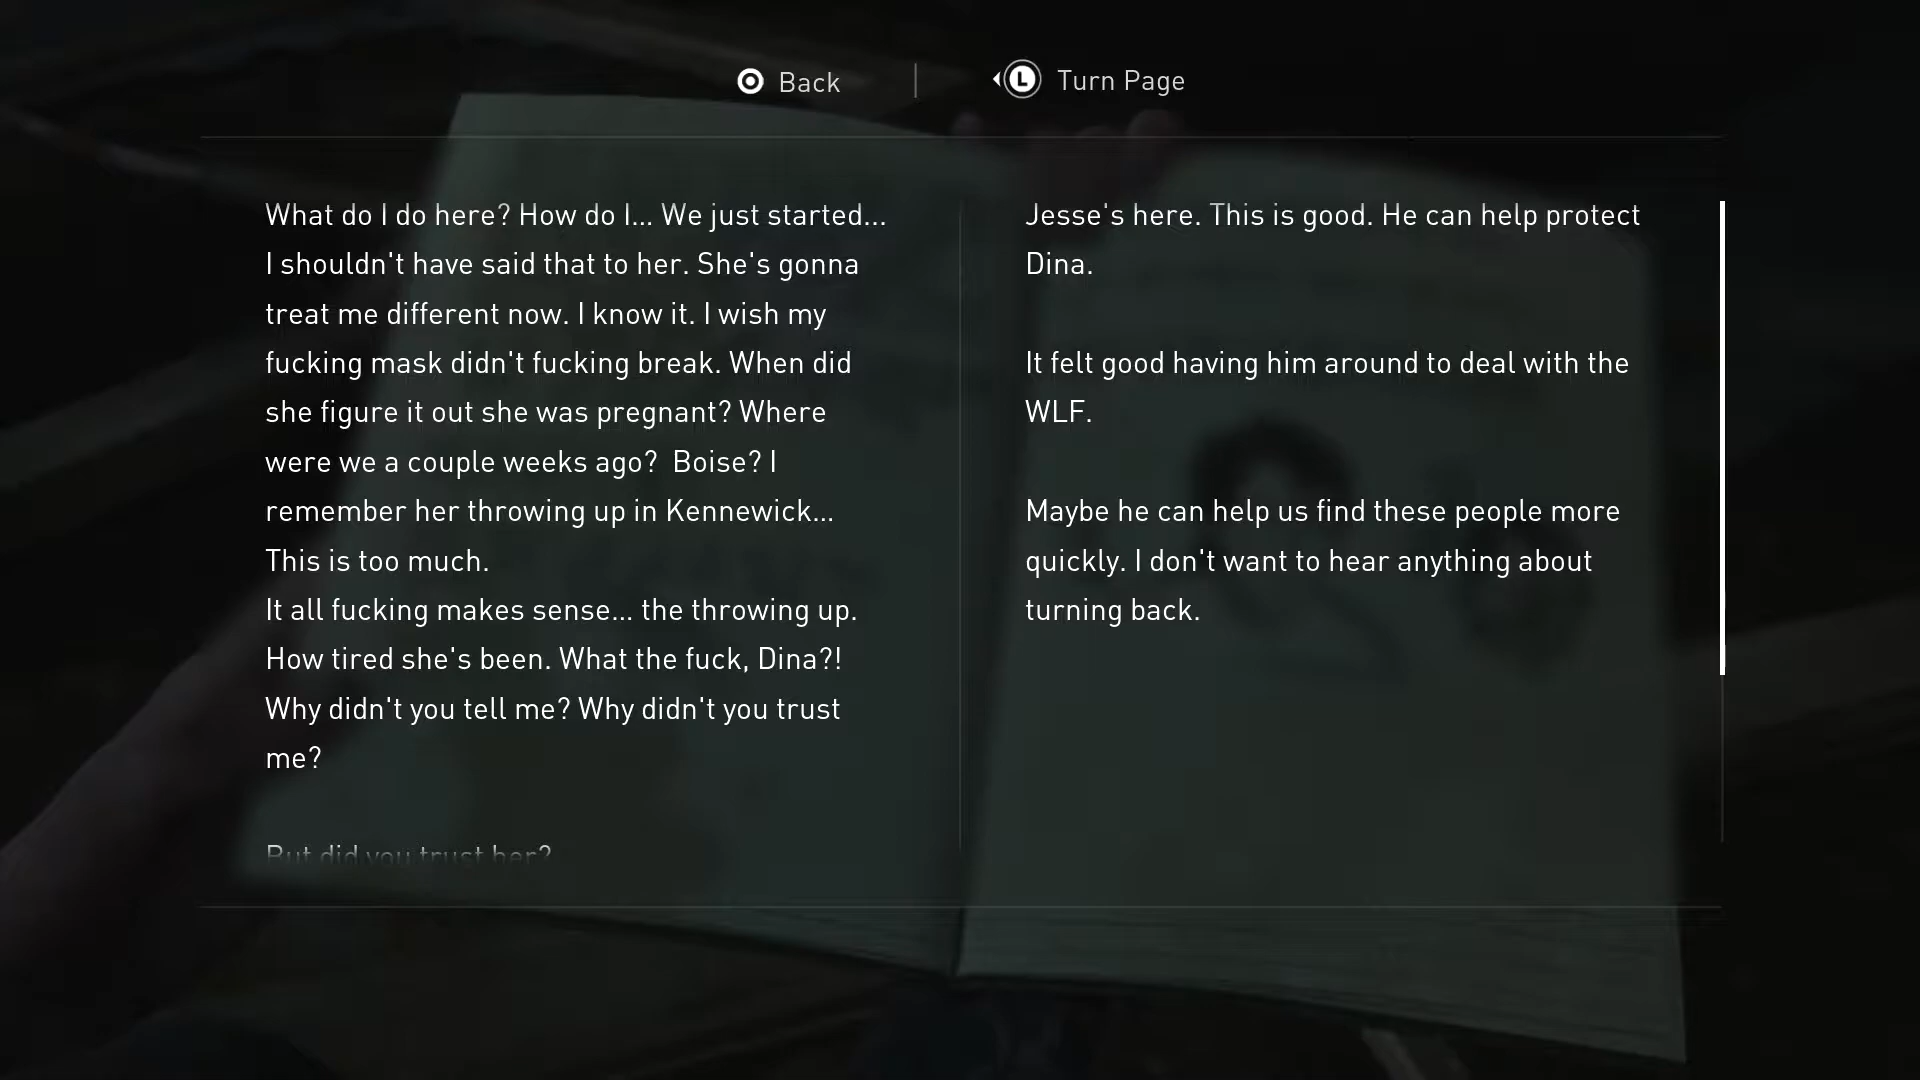 Back
L Turn Page
What do I do here? How do I... We just started...
I shouldn't have said that to her. She's gonna
treat me different now. I know it. I wish my
fucking mask didn't fucking break. When did
she figure it out she was pregnant? Where
were we a couple weeks ago?  Boise? I
remember her throwing up in Kennewick...
This is too much.
It all fucking makes sense... the throwing up.
How tired she's been. What the fuck, Dina?!
Why didn't you tell me? Why didn't you trust
me?
But did you trust her?
Jesse's here. This is good. He can help protect
Dina.
It felt good having him around to deal with the
WLF.
Maybe he can help us find these people more
quickly. I don't want to hear anything about
turning back.